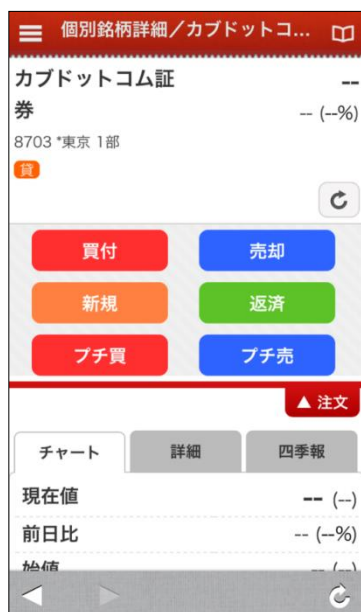 個別銘柄詳細／カブドットコ...
カブドットコム証
券
--
-- (--%)
8703 *東京 1部
貸
買付
売却
新規
返済
プチ買
プチ売
▲ 注文
チャート
詳細
四季報
現在値
-- (--)
前日比
-- (--%)
始値
-- (--)